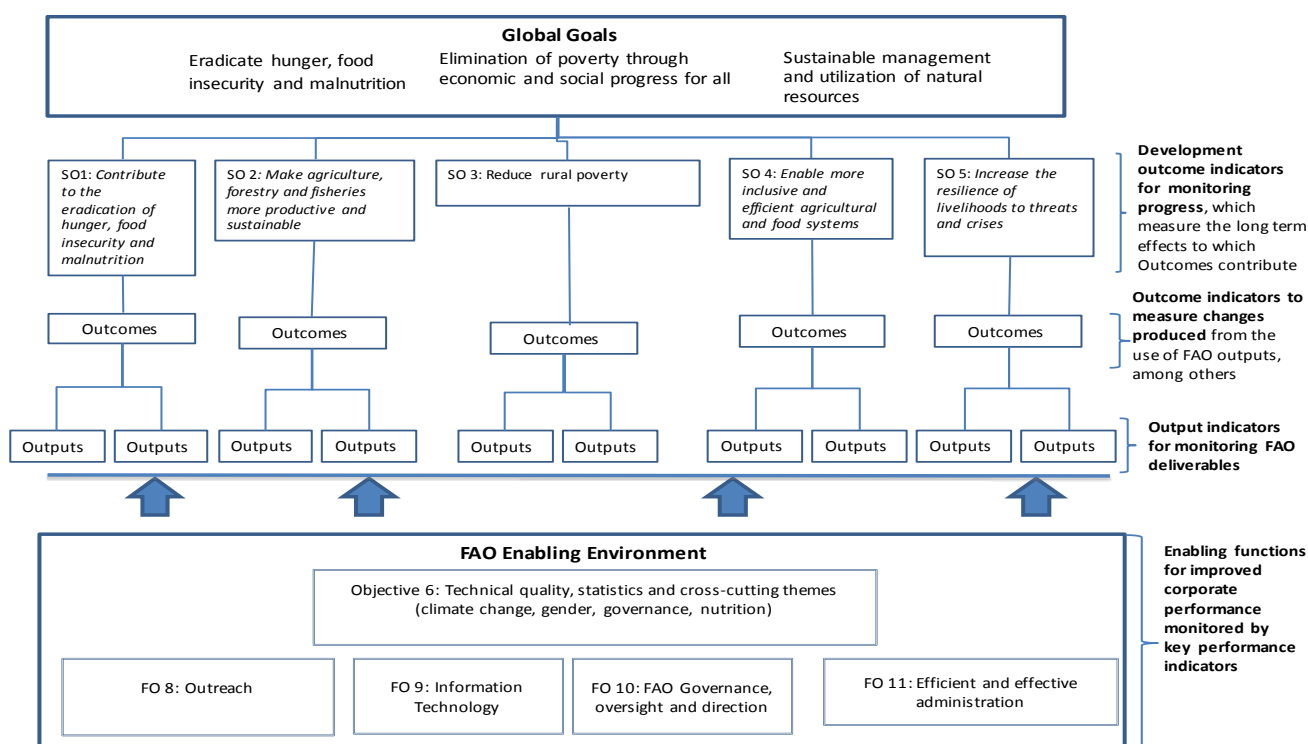 Global Goals
Eradicate hunger, food
insecurity and malnutrition
Elimination of poverty through
economic and social progress for all
Sustainable management
and utilization of natural
resources
SO1: Contribute
to the
eradication of
hunger, food
insecurity and
malnutrition
SO 2: Make agriculture,
forestry and fisheries
more productive and
sustainable
SO 3: Reduce rural poverty
SO 4: Enable more
inclusive and
efficient agricultural
and food systems
SO 5: Increase the
resilience of
livelihoods to threats
and crises
Development
outcome indicators
for monitoring
progress, which
measure the long term
effects to which
Outcomes contribute
Outcomes
Outcomes
Outcomes
Outcomes
Outcomes
Outcome indicators to
measure changes
produced from the
use of FAO outputs,
among others
Outputs
Outputs
Outputs
Outputs
Outputs
Outputs
Outputs
Outputs
Outputs
Outputs
Output indicators
for monitoring FAO
deliverables
FAO Enabling Environment
Objective 6: Technical quality, statistics and cross-cutting themes
(climate change, gender, governance, nutrition)
FO 8: Outreach
FO 9: Information
Technology
FO 10: FAO Governance,
oversight and direction
FO 11: Efficient and effective
administration
Enabling functions
for improved
corporate
performance
monitored by
key performance
indicators